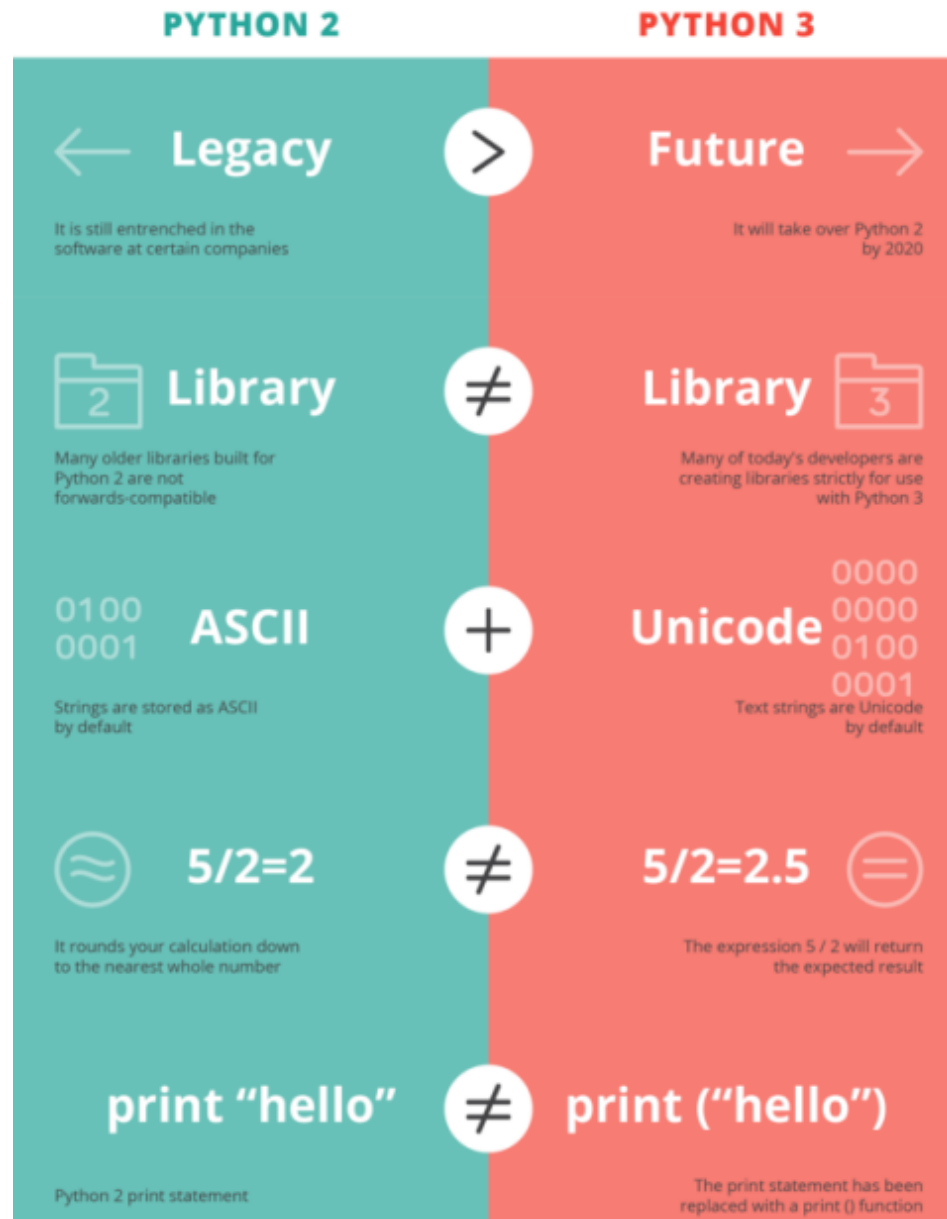 PYTHON 2
PYTHON 3
Legacy
>
Future
It is still entrenched in the
software at certain companies
It will take over Python 2
by 2020
2
Library
≠
Library
3
Many older libraries built for
Python 2 are not
forwards-compatible
Many of today's developers are
creating libraries strictly for use
with Python 3
0100
0001
ASCII
+
Unicode
0000
0000
0100
0001
Strings are stored as ASCII
by default
Text strings are Unicode
by default
≈
5/2=2
≠
5/2=2.5
=
It rounds your calculation down
to the nearest whole number
The expression 5 / 2 will return
the expected result
print “hello”
≠
print (“hello”)
Python 2 print statement
The print statement has been
replaced with a print () function